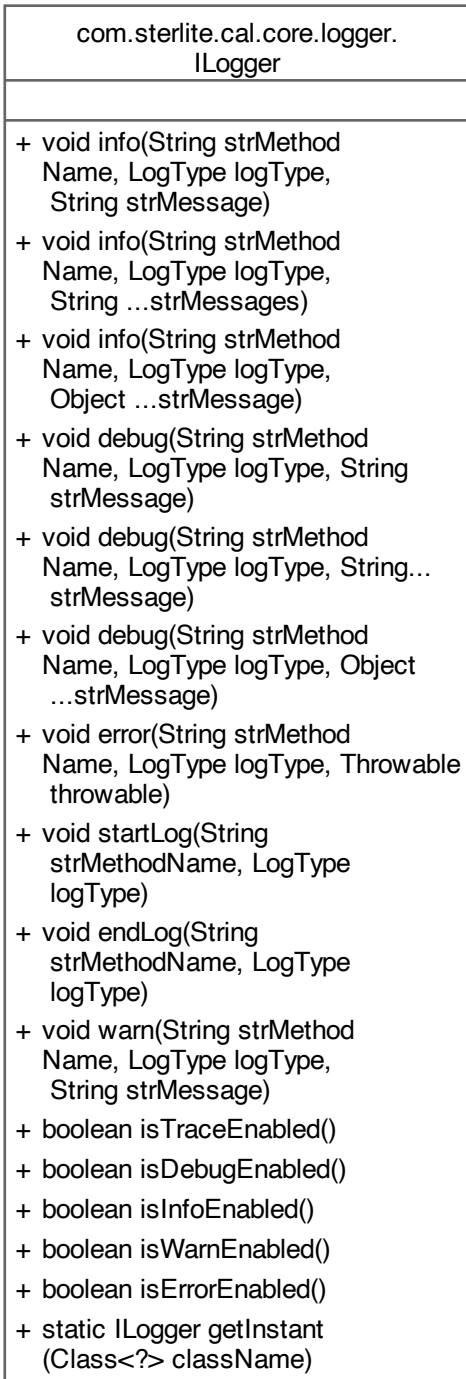 com.sterlite.cal.core.logger.
ILogger
+ void info(String strMethod
Name, LogType logType,
String ...strMessage)
+ void info(String strMethod
Name, LogType logType,
String ...strMessages)
+ void info(String strMethod
Name, LogType logType,
Object ...strMessage)
+ void debug(String strMethod
Name, LogType logType, String
strMessage)
+ void debug(String strMethod
Name, LogType logType, String...
strMessage)
+ void debug(String strMethod
Name, LogType logType, Object
...strMessage)
+ void error(String strMethod
Name, LogType logType, Throwable
throwable)
+ void startLog(String
strMethodName, LogType
logType)
+ void endLog(String
strMethodName, LogType
logType)
+ void warn(String strMethod
Name, LogType logType,
String strMessage)
+ boolean isTraceEnabled()
+ boolean isDebugEnabled()
+ boolean isInfoEnabled()
+ boolean isWarnEnabled()
+ boolean isErrorEnabled()
+ static ILogger getInstant
(Class<?> className)